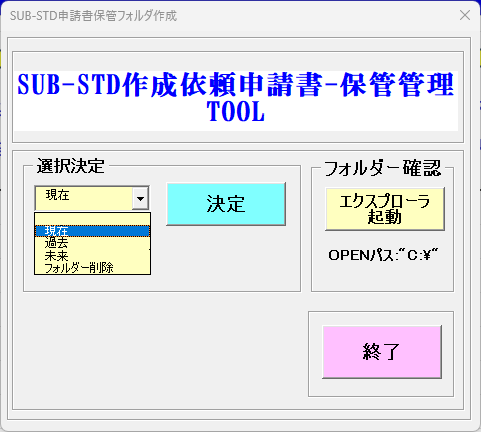 SUB-STD申請書保管フォルダ作成
SUB-STD作成依頼申請書-保管管理
TOOL
選択決定
現在
現在
過去
未来
フォルダー削除
決定
フォルダー確認
エクスプローラ
起動
OPENパス:"C:¥"
終了